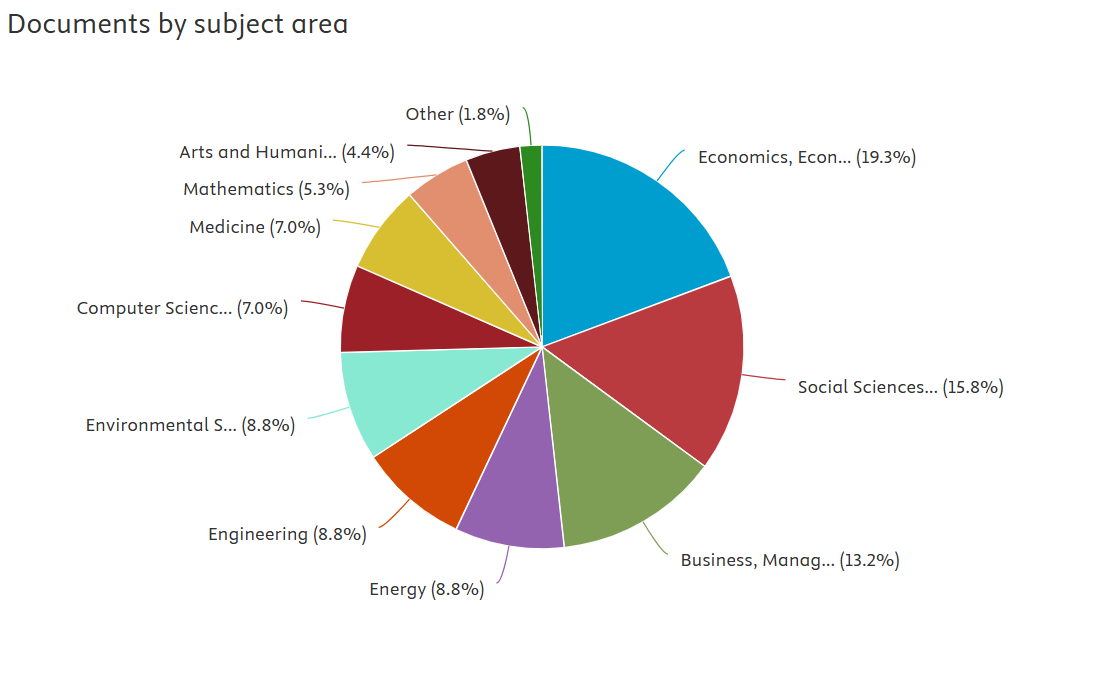 Documents by subject area
Other (1.8%)
Arts and Humani... (4.4%)
Economics, Econ... (19.3%)
Mathematics (5.3%)
Medicine (7.0%)
Computer Scienc... (7.0%)
Social Sciences... (15.8%)
Environmental S... (8.8%)
Engineering (8.8%)
Business, Manag... (13.2%)
Energy (8.8%)